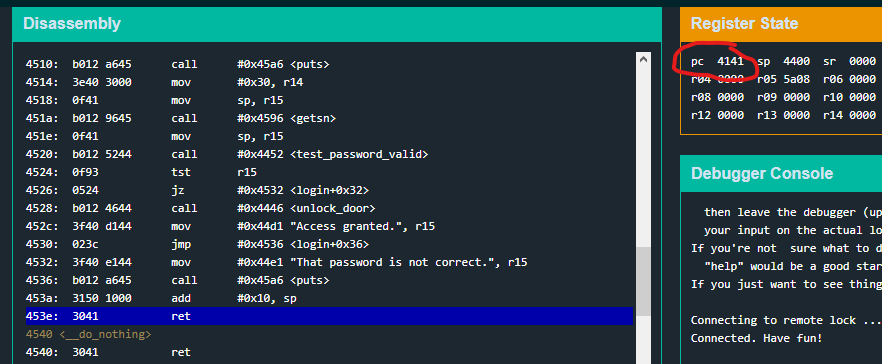 Disassembly
4510: b012 a645 call #0x45a6 <puts>
4514: 3e40 3000 mov #0x30, r14
4518: 0f41 mov sp, r15
451a: b012 9645 call #0x4596 <getsn>
451e: 0f41 mov sp, r15
4520: b012 5244 call #0x4452 <test_password_valid>
4524: 0f93 tst r15
4526: 0524 jz #0x4532 <login+0x32>
4528: b012 4644 call #0x4446 <unlock_door>
452c: 3f40 d144 mov #0x44d1 "Access granted.", r15
4530: 023c jmp #0x4536 <login+0x36>
4532: 3f40 e144 mov #0x44e1 "That password is not correct.", r15
4536: b012 a645 call #0x45a6 <puts>
453a: 3150 1000 add #0x10, sp
453e: 3041 ret
4540 <__do_nothing>
4540: 3041 ret
Register State
pc 4141 sp 4400 sr 0000
r04 0000 r05 5a08 r06 0000
r08 0000 r09 0000 r10 0000
r12 0000 r13 0000 r14 0000
Debugger Console
then leave the debugger (up
your input on the actual lo
If you're not sure what to d
"help" would be a good star
If you just want to see thing
Connecting to remote lock ...
Connected. Have fun!